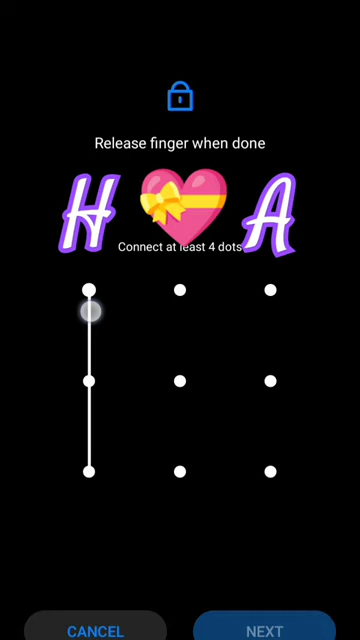 Release finger when done
H 💝 A
Connect at least 4 dots
CANCEL
NEXT